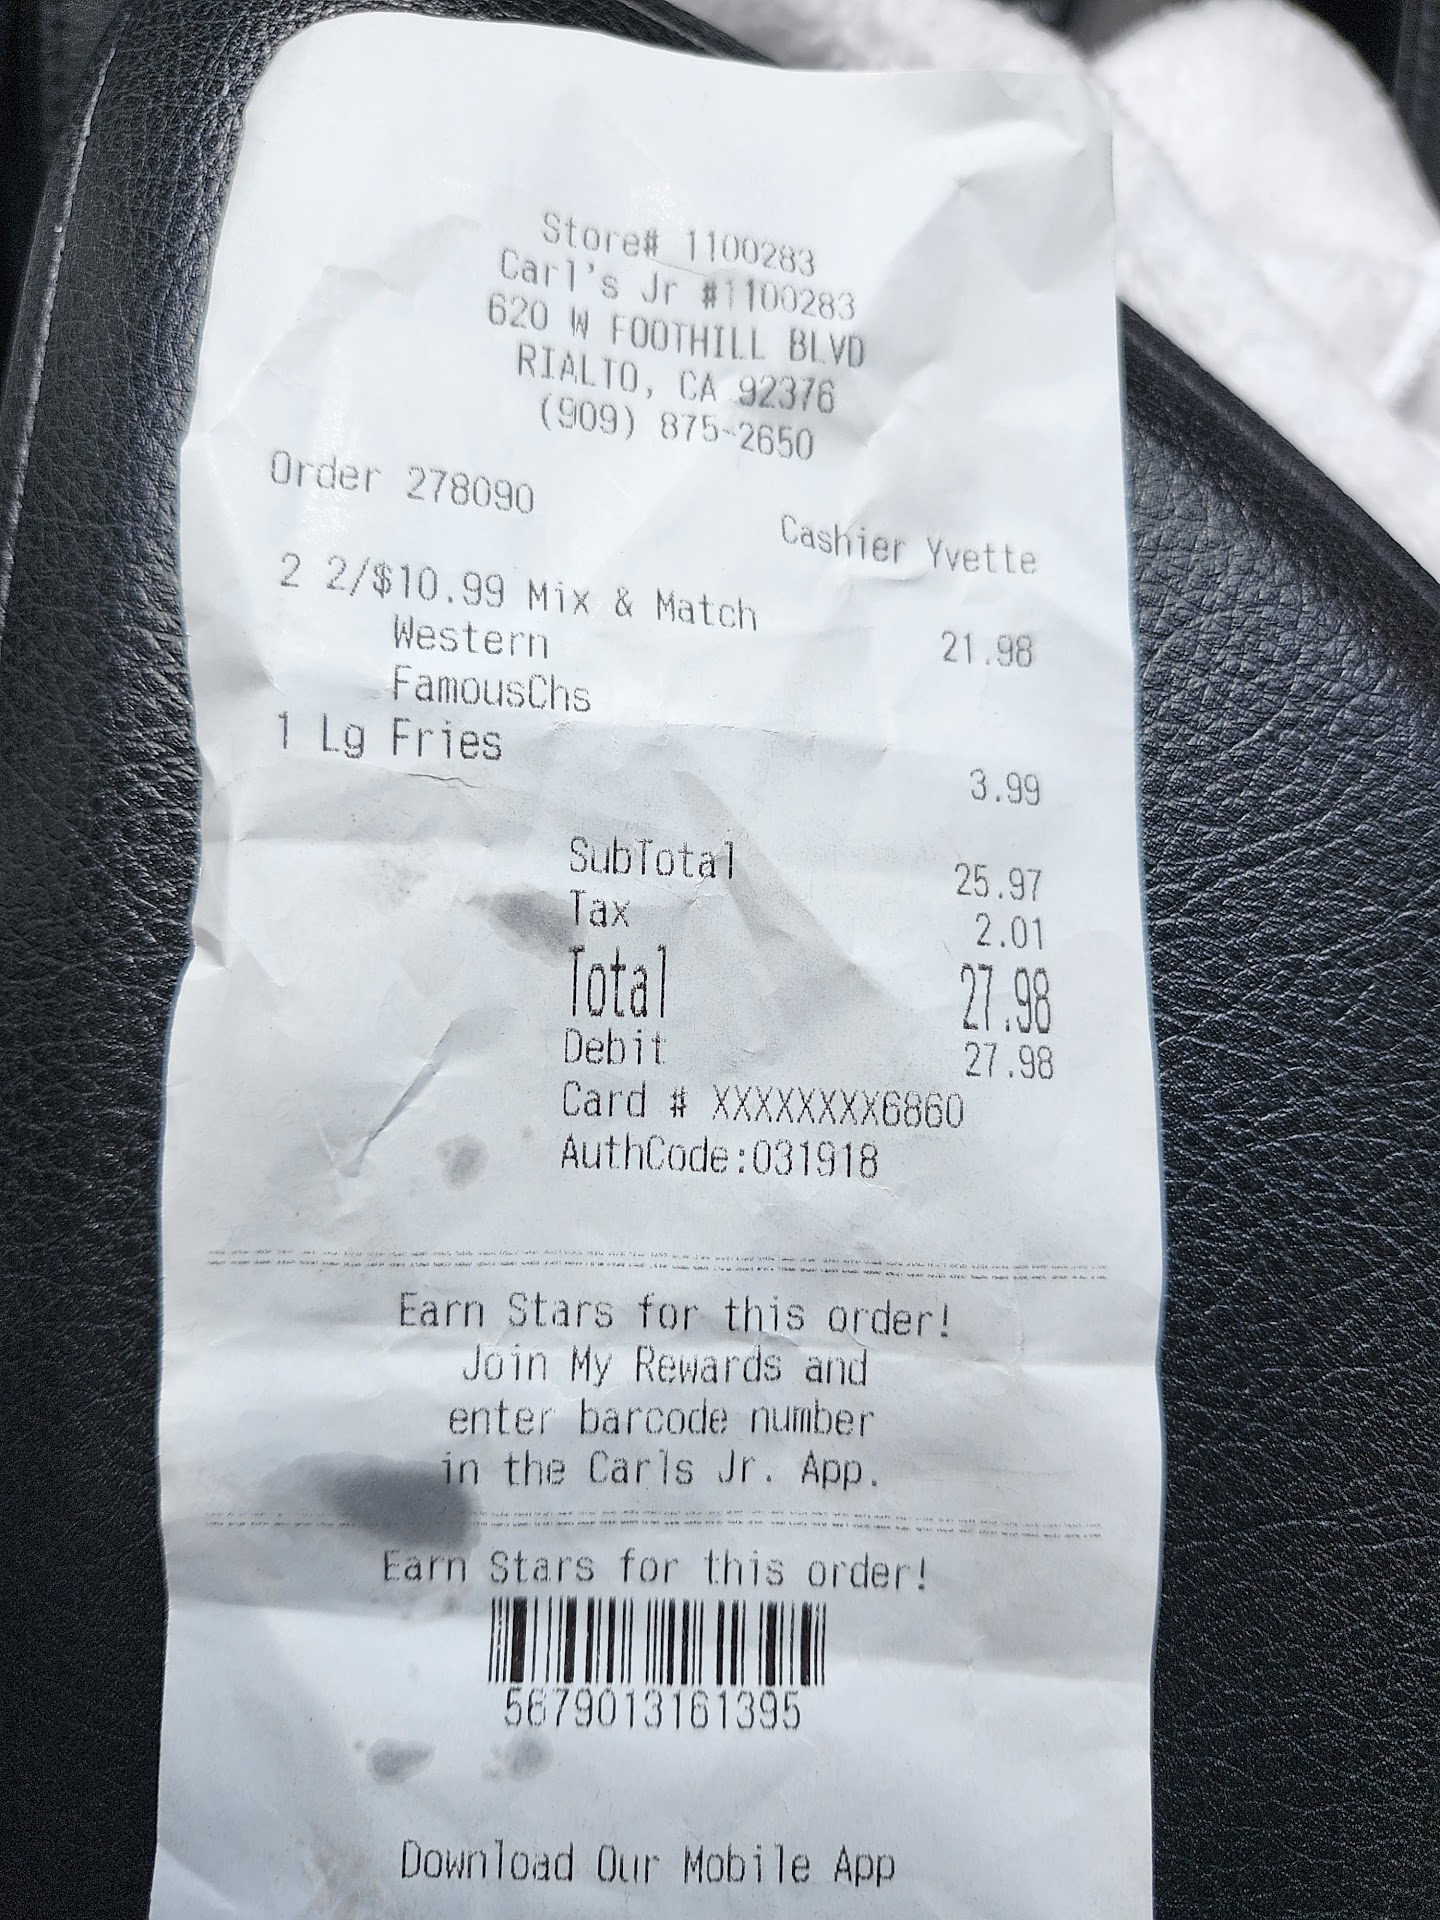 Store# 1100283
Carl's Jr #1100283
620 W FOOTHILL BLVD
RIALTO, CA 92376
(909) 875-2650
Order 278090
Cashier Yvette
2 2/$10.99 Mix & Match 21.98
Western
FamousChs
1 Lg Fries 3.99
SubTotal 25.97
Tax 2.01
Total 27.98
Debit 27.98
Card # XXXXXXXX6860
AuthCode:031918
Earn Stars for this order!
Join My Rewards and
enter barcode number
in the Carls Jr. App.
Earn Stars for this order!
5679013161395
Download Our Mobile App